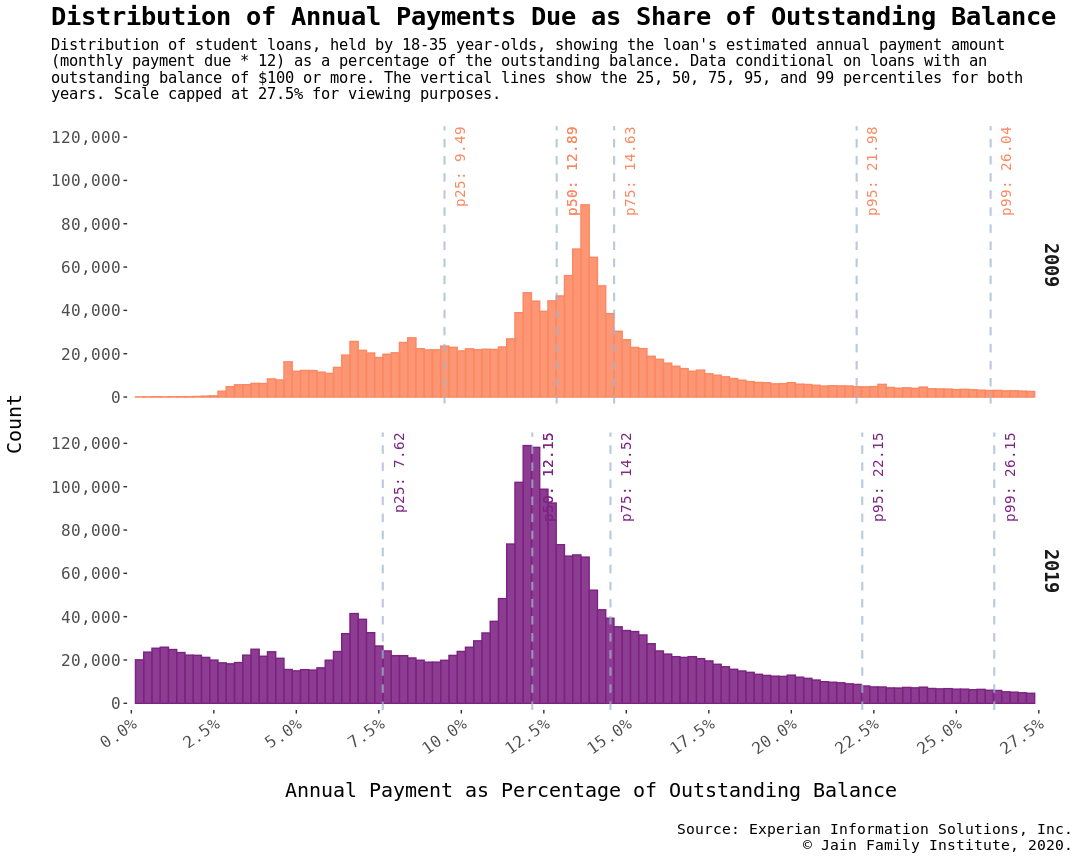 Distribution of Annual Payments Due as Share of Outstanding Balance
Distribution of student loans, held by 18-35 year-olds, showing the loan's estimated annual payment amount
(monthly payment due * 12) as a percentage of the outstanding balance. Data conditional on loans with an
outstanding balance of $100 or more. The vertical lines show the 25, 50, 75, 95, and 99 percentiles for both
years. Scale capped at 27.5% for viewing purposes.
Count
120,000
100,000
80,000
60,000
40,000
20,000
0
p25: 9.49
p50: 12.89
p75: 14.63
p95: 21.98
p99: 26.04
2009
120,000
100,000
80,000
60,000
40,000
20,000
0
p25: 7.62
p50: 12.15
p75: 14.52
p95: 22.15
p99: 26.15
2019
0.0% 2.5% 5.0% 7.5% 10.0% 12.5% 15.0% 17.5% 20.0% 22.5% 25.0% 27.5%
Annual Payment as Percentage of Outstanding Balance
Source: Experian Information Solutions, Inc.
© Jain Family Institute, 2020.